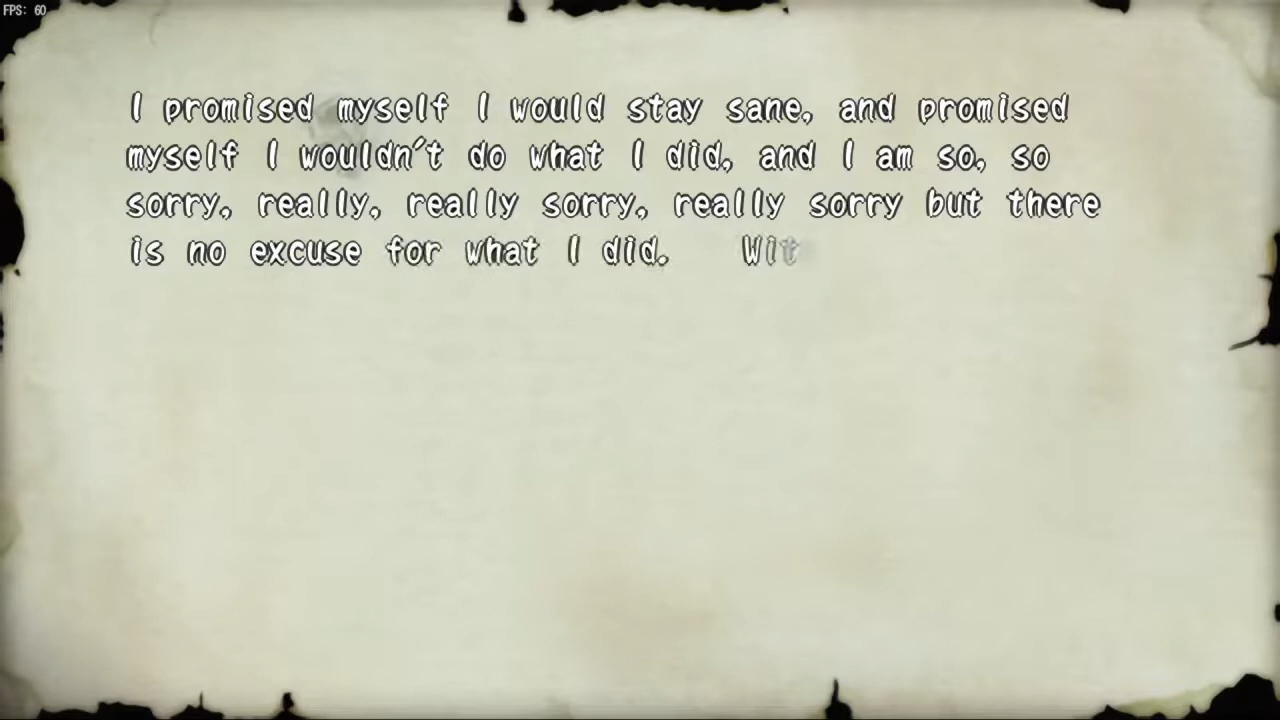 FPS: 60
I promised myself I would stay sane, and promised
myself I wouldn't do what I did, and I am so, so
sorry, really, really sorry, really sorry but there
is no excuse for what I did. Wit